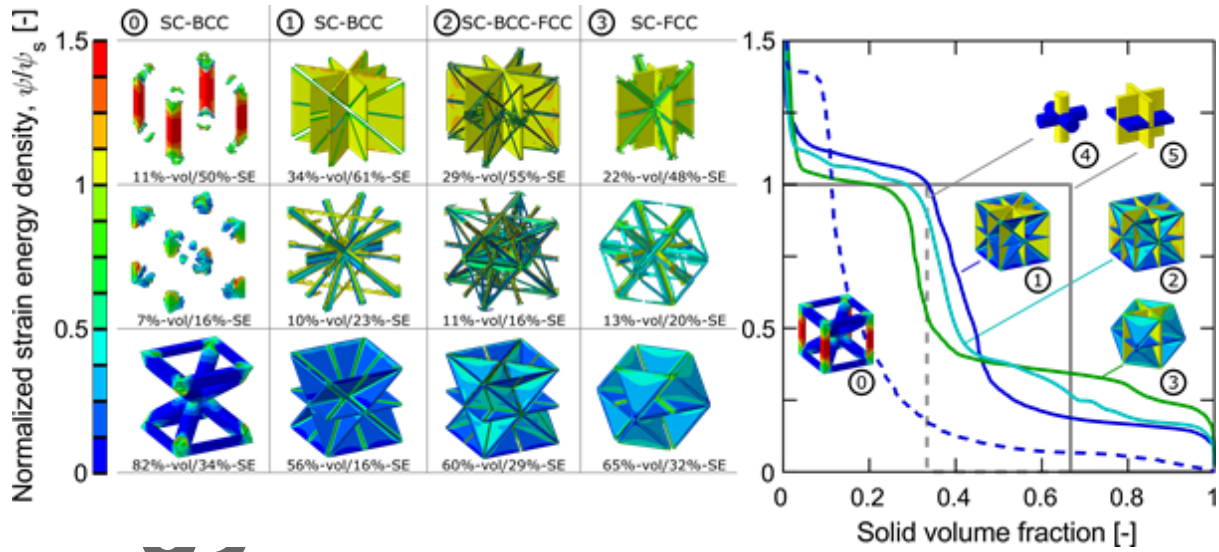 0 SC-BCC 1 SC-BCC 2 SC-BCC-FCC 3 SC-FCC
Normalized strain energy density, ψ/ψs [-]
1.5
1
0.5
0
11%-vol/50%-SE 34%-vol/61%-SE 29%-vol/55%-SE 22%-vol/48%-SE
7%-vol/16%-SE 10%-vol/23%-SE 11%-vol/16%-SE 13%-vol/20%-SE
82%-vol/34%-SE 56%-vol/16%-SE 60%-vol/29%-SE 65%-vol/32%-SE
1.5
1
0.5
0
4 5
1 2
0 3
0 0.2 0.4 0.6 0.8 1
Solid volume fraction [-]